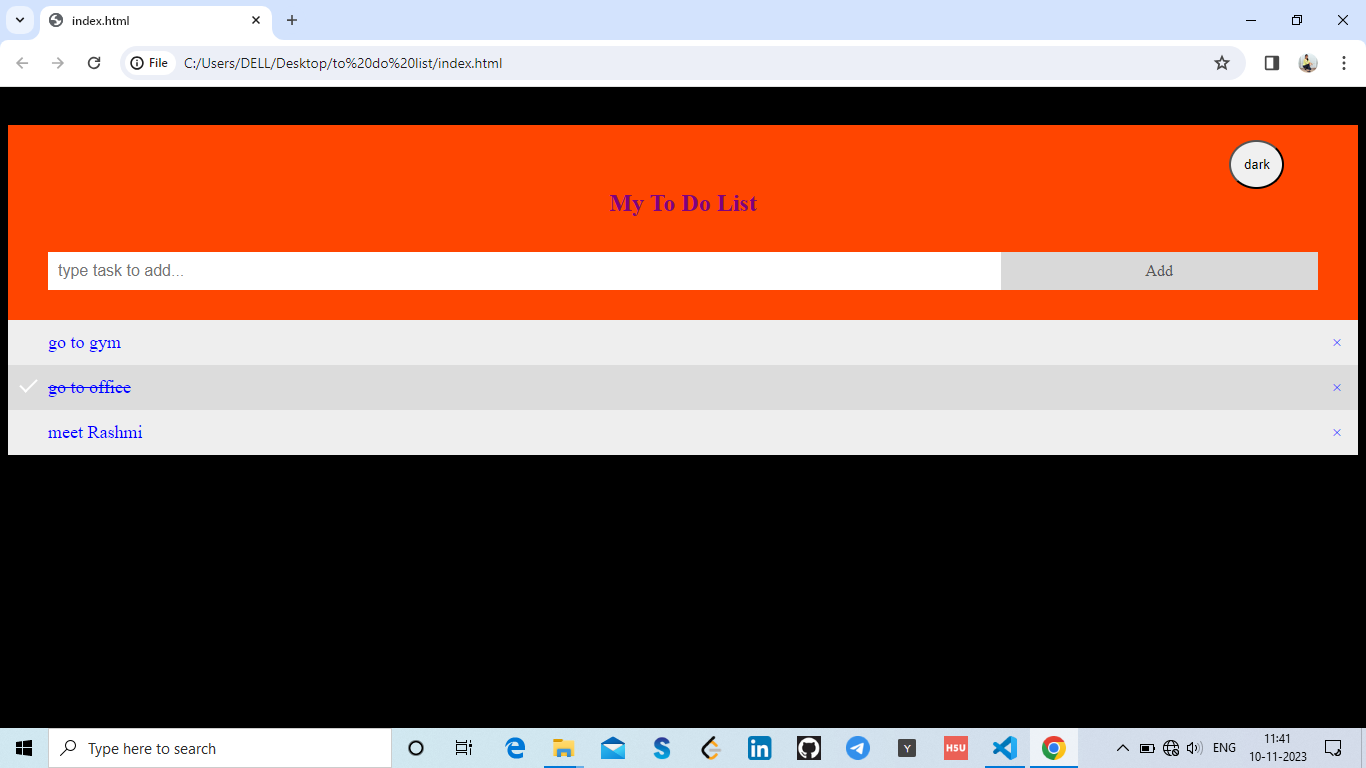 index.html
File
C:/Users/DELL/Desktop/to%20do%20list/index.html
dark
My To Do List
type task to add...
Add
go to gym
×
go to office
×
meet Rashmi
×
Type here to search
Y
H5U
ENG
11:41
10-11-2023